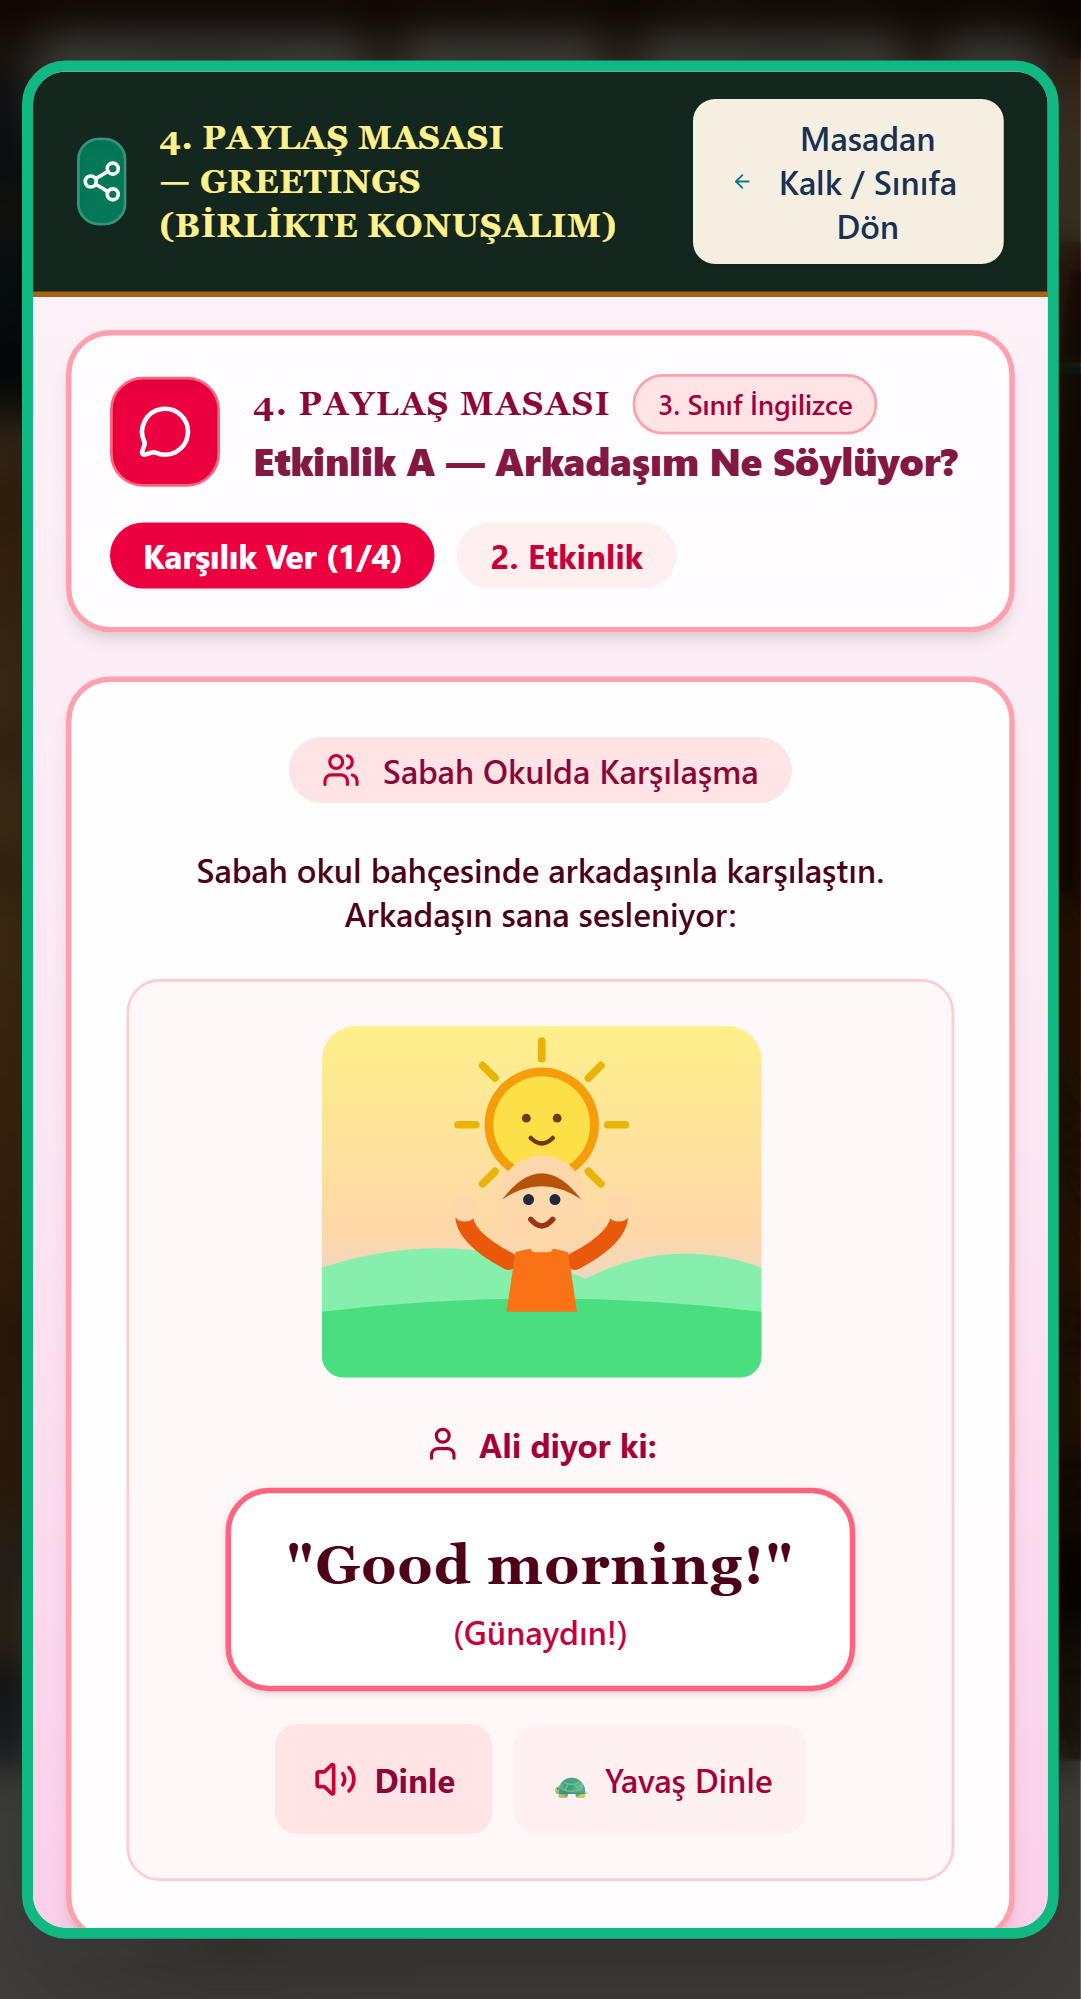 4. PAYLAŞ MASASI
— GREETINGS
(BİRLİKTE KONUŞALIM)
Masadan
Kalk / Sınıfa
Dön
4. PAYLAŞ MASASI
3. Sınıf İngilizce
Etkinlik A — Arkadaşım Ne Söylüyor?
Karşılık Ver (1/4)
2. Etkinlik
Sabah Okulda Karşılaşma
Sabah okul bahçesinde arkadaşınla karşılaştın.
Arkadaşın sana sesleniyor:
Ali diyor ki:
"Good morning!"
(Günaydın!)
Dinle
Yavaş Dinle